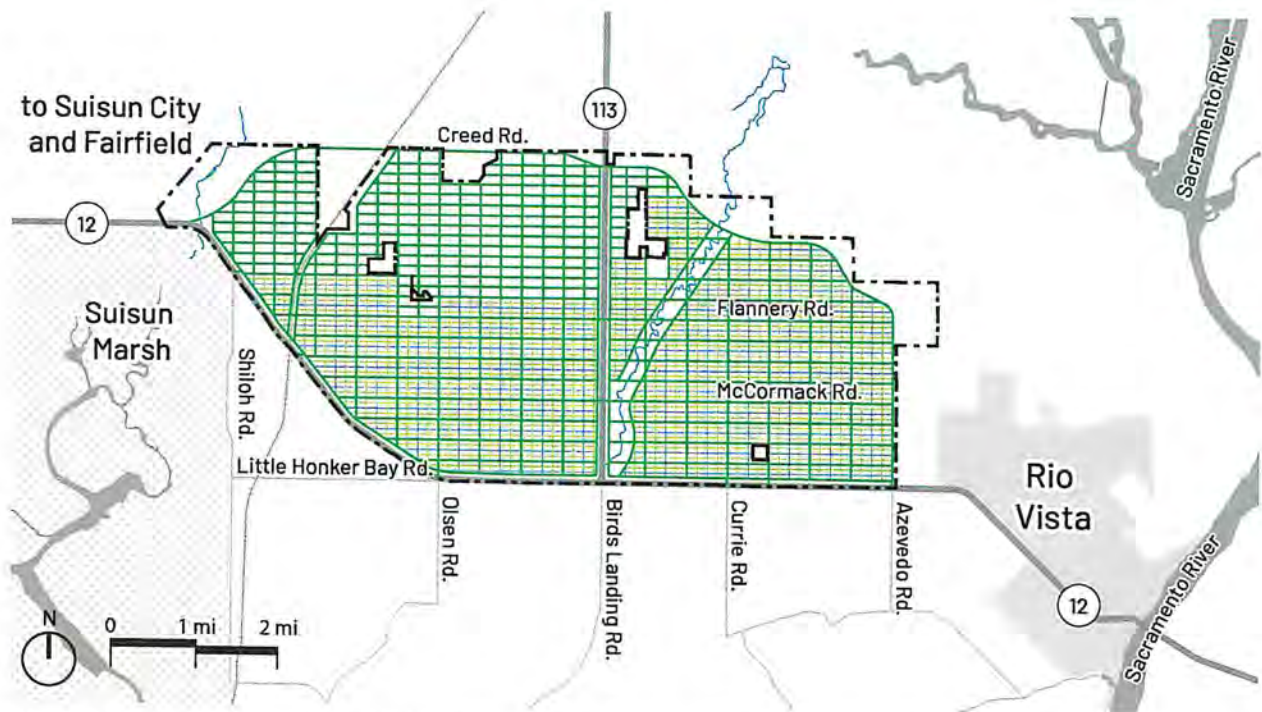 to Suisun City
and Fairfield
Creed Rd.
113
Sacramento River
12
Suisun
Marsh
Shiloh Rd.
Flannery Rd.
McCormack Rd.
Little Honker Bay Rd.
Olsen Rd.
Birds Landing Rd.
Currie Rd.
Azevedo Rd.
Rio
Vista
12
Sacramento River
N
0 1 mi 2 mi